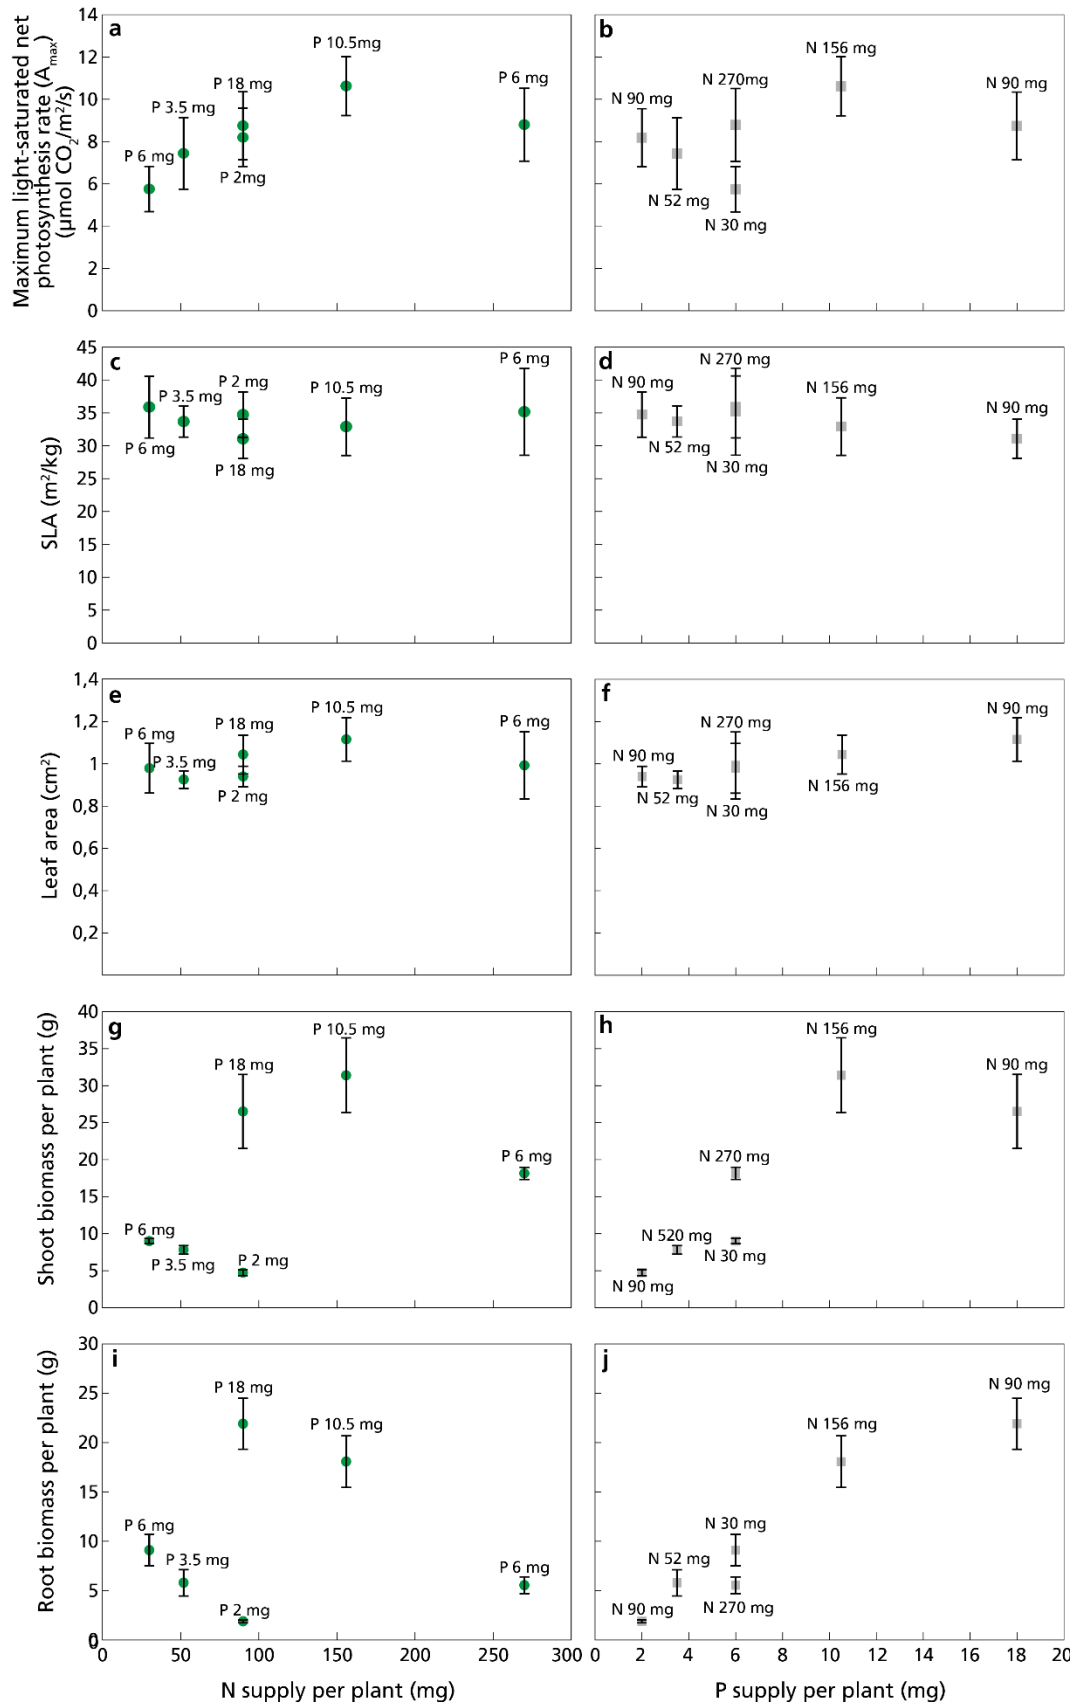 Maximum light-saturated net
photosynthesis rate (Amax)
(µmol CO2/m²/s)
14
12
10
8
6
4
2
0
a
P 10.5mg
P 18 mg
P 6 mg
P 3.5 mg
P 6 mg
P 2mg
b
N 156 mg
N 270mg
N 90 mg
N 90 mg
N 52 mg
N 30 mg
SLA (m²/kg)
45
40
35
30
25
20
15
10
5
0
c
P 6 mg
P 2 mg
P 3.5 mg
P 10.5 mg
P 6 mg
P 18 mg
d
N 270 mg
N 90 mg
N 156 mg
N 90 mg
N 52 mg
N 30 mg
Leaf area (cm²)
1,4
1,2
1
0,8
0,6
0,4
0,2
e
P 10.5 mg
P 18 mg
P 6 mg
P 6 mg
P 3.5 mg
P 2 mg
f
N 90 mg
N 270 mg
N 90 mg
N 156 mg
N 52 mg
N 30 mg
Shoot biomass per plant (g)
40
35
30
25
20
15
10
5
0
g
P 10.5 mg
P 18 mg
P 6 mg
P 6 mg
P 3.5 mg
P 2 mg
h
N 156 mg
N 90 mg
N 270 mg
N 520 mg
N 30 mg
N 90 mg
Root biomass per plant (g)
30
25
20
15
10
5
0
0
i
P 18 mg
P 10.5 mg
P 6 mg
P 3.5 mg
P 6 mg
P 2 mg
j
N 90 mg
N 156 mg
N 30 mg
N 52 mg
N 90 mg
N 270 mg
0 50 100 150 200 250 300
N supply per plant (mg)
0 2 4 6 8 10 12 14 16 18 20
P supply per plant (mg)